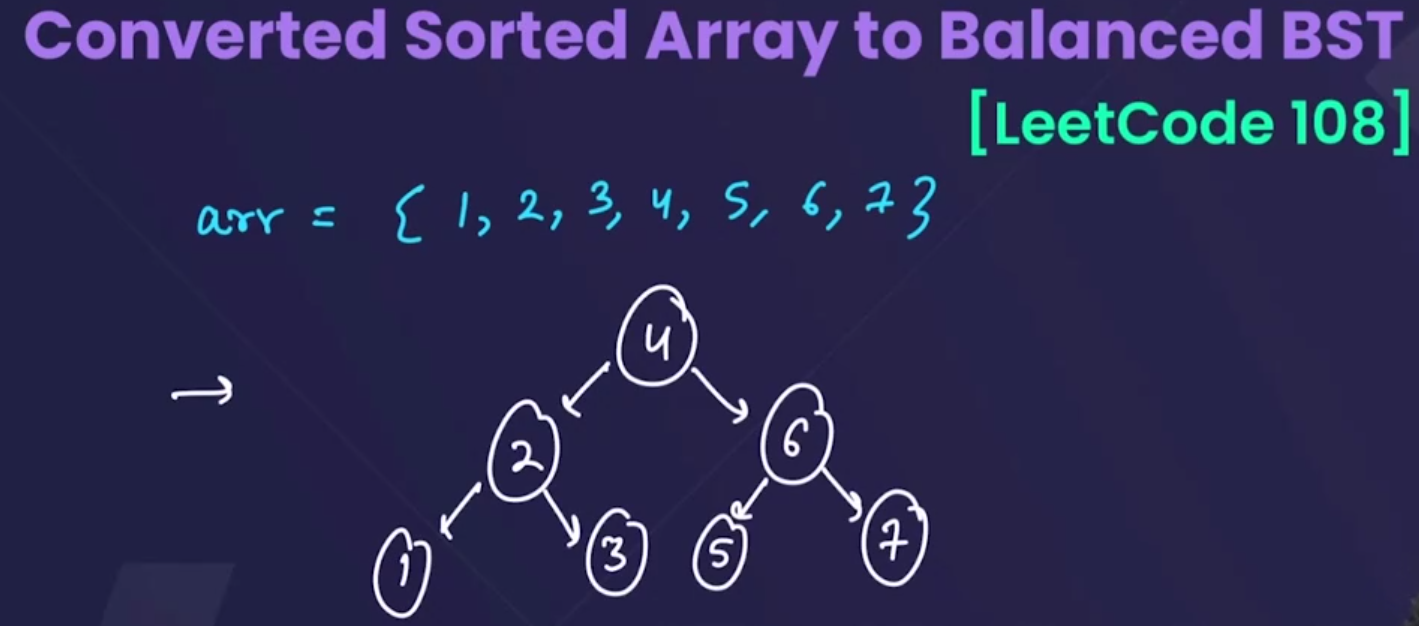 Converted Sorted Array to Balanced BST
[LeetCode 108]
arr = { 1, 2, 3, 4, 5, 6, 7 }
→
4
2 6
1 3 5 7